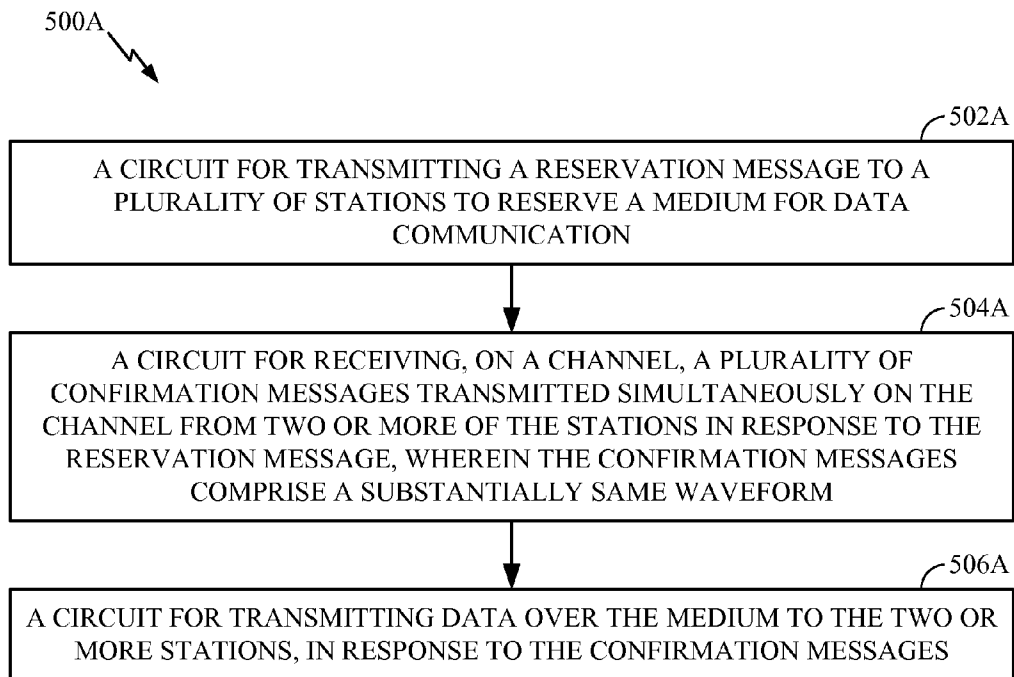 500A
502A
A CIRCUIT FOR TRANSMITTING A RESERVATION MESSAGE TO A
PLURALITY OF STATIONS TO RESERVE A MEDIUM FOR DATA
COMMUNICATION
504A
A CIRCUIT FOR RECEIVING, ON A CHANNEL, A PLURALITY OF
CONFIRMATION MESSAGES TRANSMITTED SIMULTANEOUSLY ON THE
CHANNEL FROM TWO OR MORE OF THE STATIONS IN RESPONSE TO THE
RESERVATION MESSAGE, WHEREIN THE CONFIRMATION MESSAGES
COMPRISE A SUBSTANTIALLY SAME WAVEFORM
506A
A CIRCUIT FOR TRANSMITTING DATA OVER THE MEDIUM TO THE TWO OR
MORE STATIONS, IN RESPONSE TO THE CONFIRMATION MESSAGES